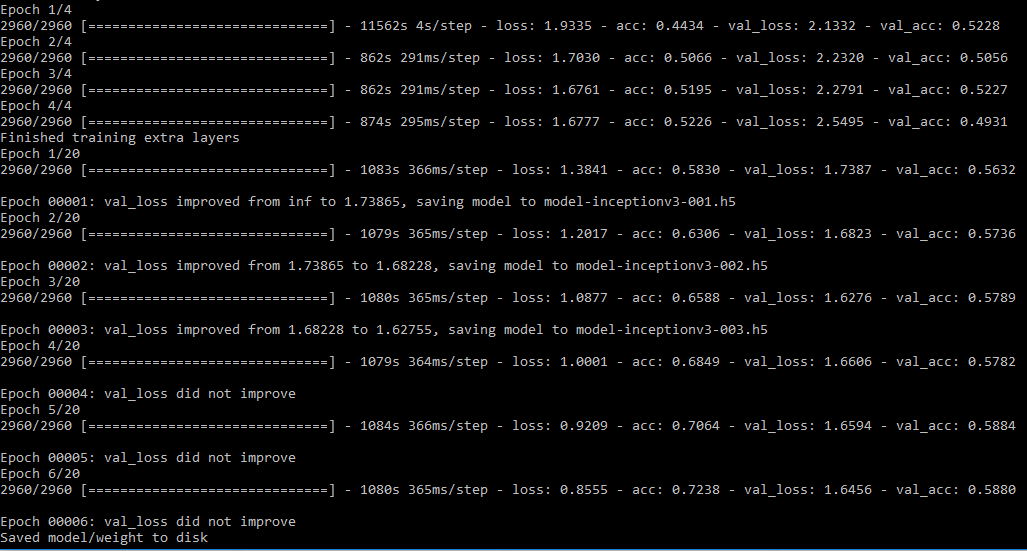 Epoch 1/4
2960/2960 [==============================] - 11562s 4s/step - loss: 1.9335 - acc: 0.4434 - val_loss: 2.1332 - val_acc: 0.5228
Epoch 2/4
2960/2960 [==============================] - 862s 291ms/step - loss: 1.7030 - acc: 0.5066 - val_loss: 2.2320 - val_acc: 0.5056
Epoch 3/4
2960/2960 [==============================] - 862s 291ms/step - loss: 1.6761 - acc: 0.5195 - val_loss: 2.2791 - val_acc: 0.5227
Epoch 4/4
2960/2960 [==============================] - 874s 295ms/step - loss: 1.6777 - acc: 0.5226 - val_loss: 2.5495 - val_acc: 0.4931
Finished training extra layers
Epoch 1/20
2960/2960 [==============================] - 1083s 366ms/step - loss: 1.3841 - acc: 0.5830 - val_loss: 1.7387 - val_acc: 0.5632
Epoch 00001: val_loss improved from inf to 1.73865, saving model to model-inceptionv3-001.h5
Epoch 2/20
2960/2960 [==============================] - 1079s 365ms/step - loss: 1.2017 - acc: 0.6306 - val_loss: 1.6823 - val_acc: 0.5736
Epoch 00002: val_loss improved from 1.73865 to 1.68228, saving model to model-inceptionv3-002.h5
Epoch 3/20
2960/2960 [==============================] - 1080s 365ms/step - loss: 1.0877 - acc: 0.6588 - val_loss: 1.6276 - val_acc: 0.5789
Epoch 00003: val_loss improved from 1.68228 to 1.62755, saving model to model-inceptionv3-003.h5
Epoch 4/20
2960/2960 [==============================] - 1079s 364ms/step - loss: 1.0001 - acc: 0.6849 - val_loss: 1.6606 - val_acc: 0.5782
Epoch 00004: val_loss did not improve
Epoch 5/20
2960/2960 [==============================] - 1084s 366ms/step - loss: 0.9209 - acc: 0.7064 - val_loss: 1.6594 - val_acc: 0.5884
Epoch 00005: val_loss did not improve
Epoch 6/20
2960/2960 [==============================] - 1080s 365ms/step - loss: 0.8555 - acc: 0.7238 - val_loss: 1.6456 - val_acc: 0.5880
Epoch 00006: val_loss did not improve
Saved model/weight to disk